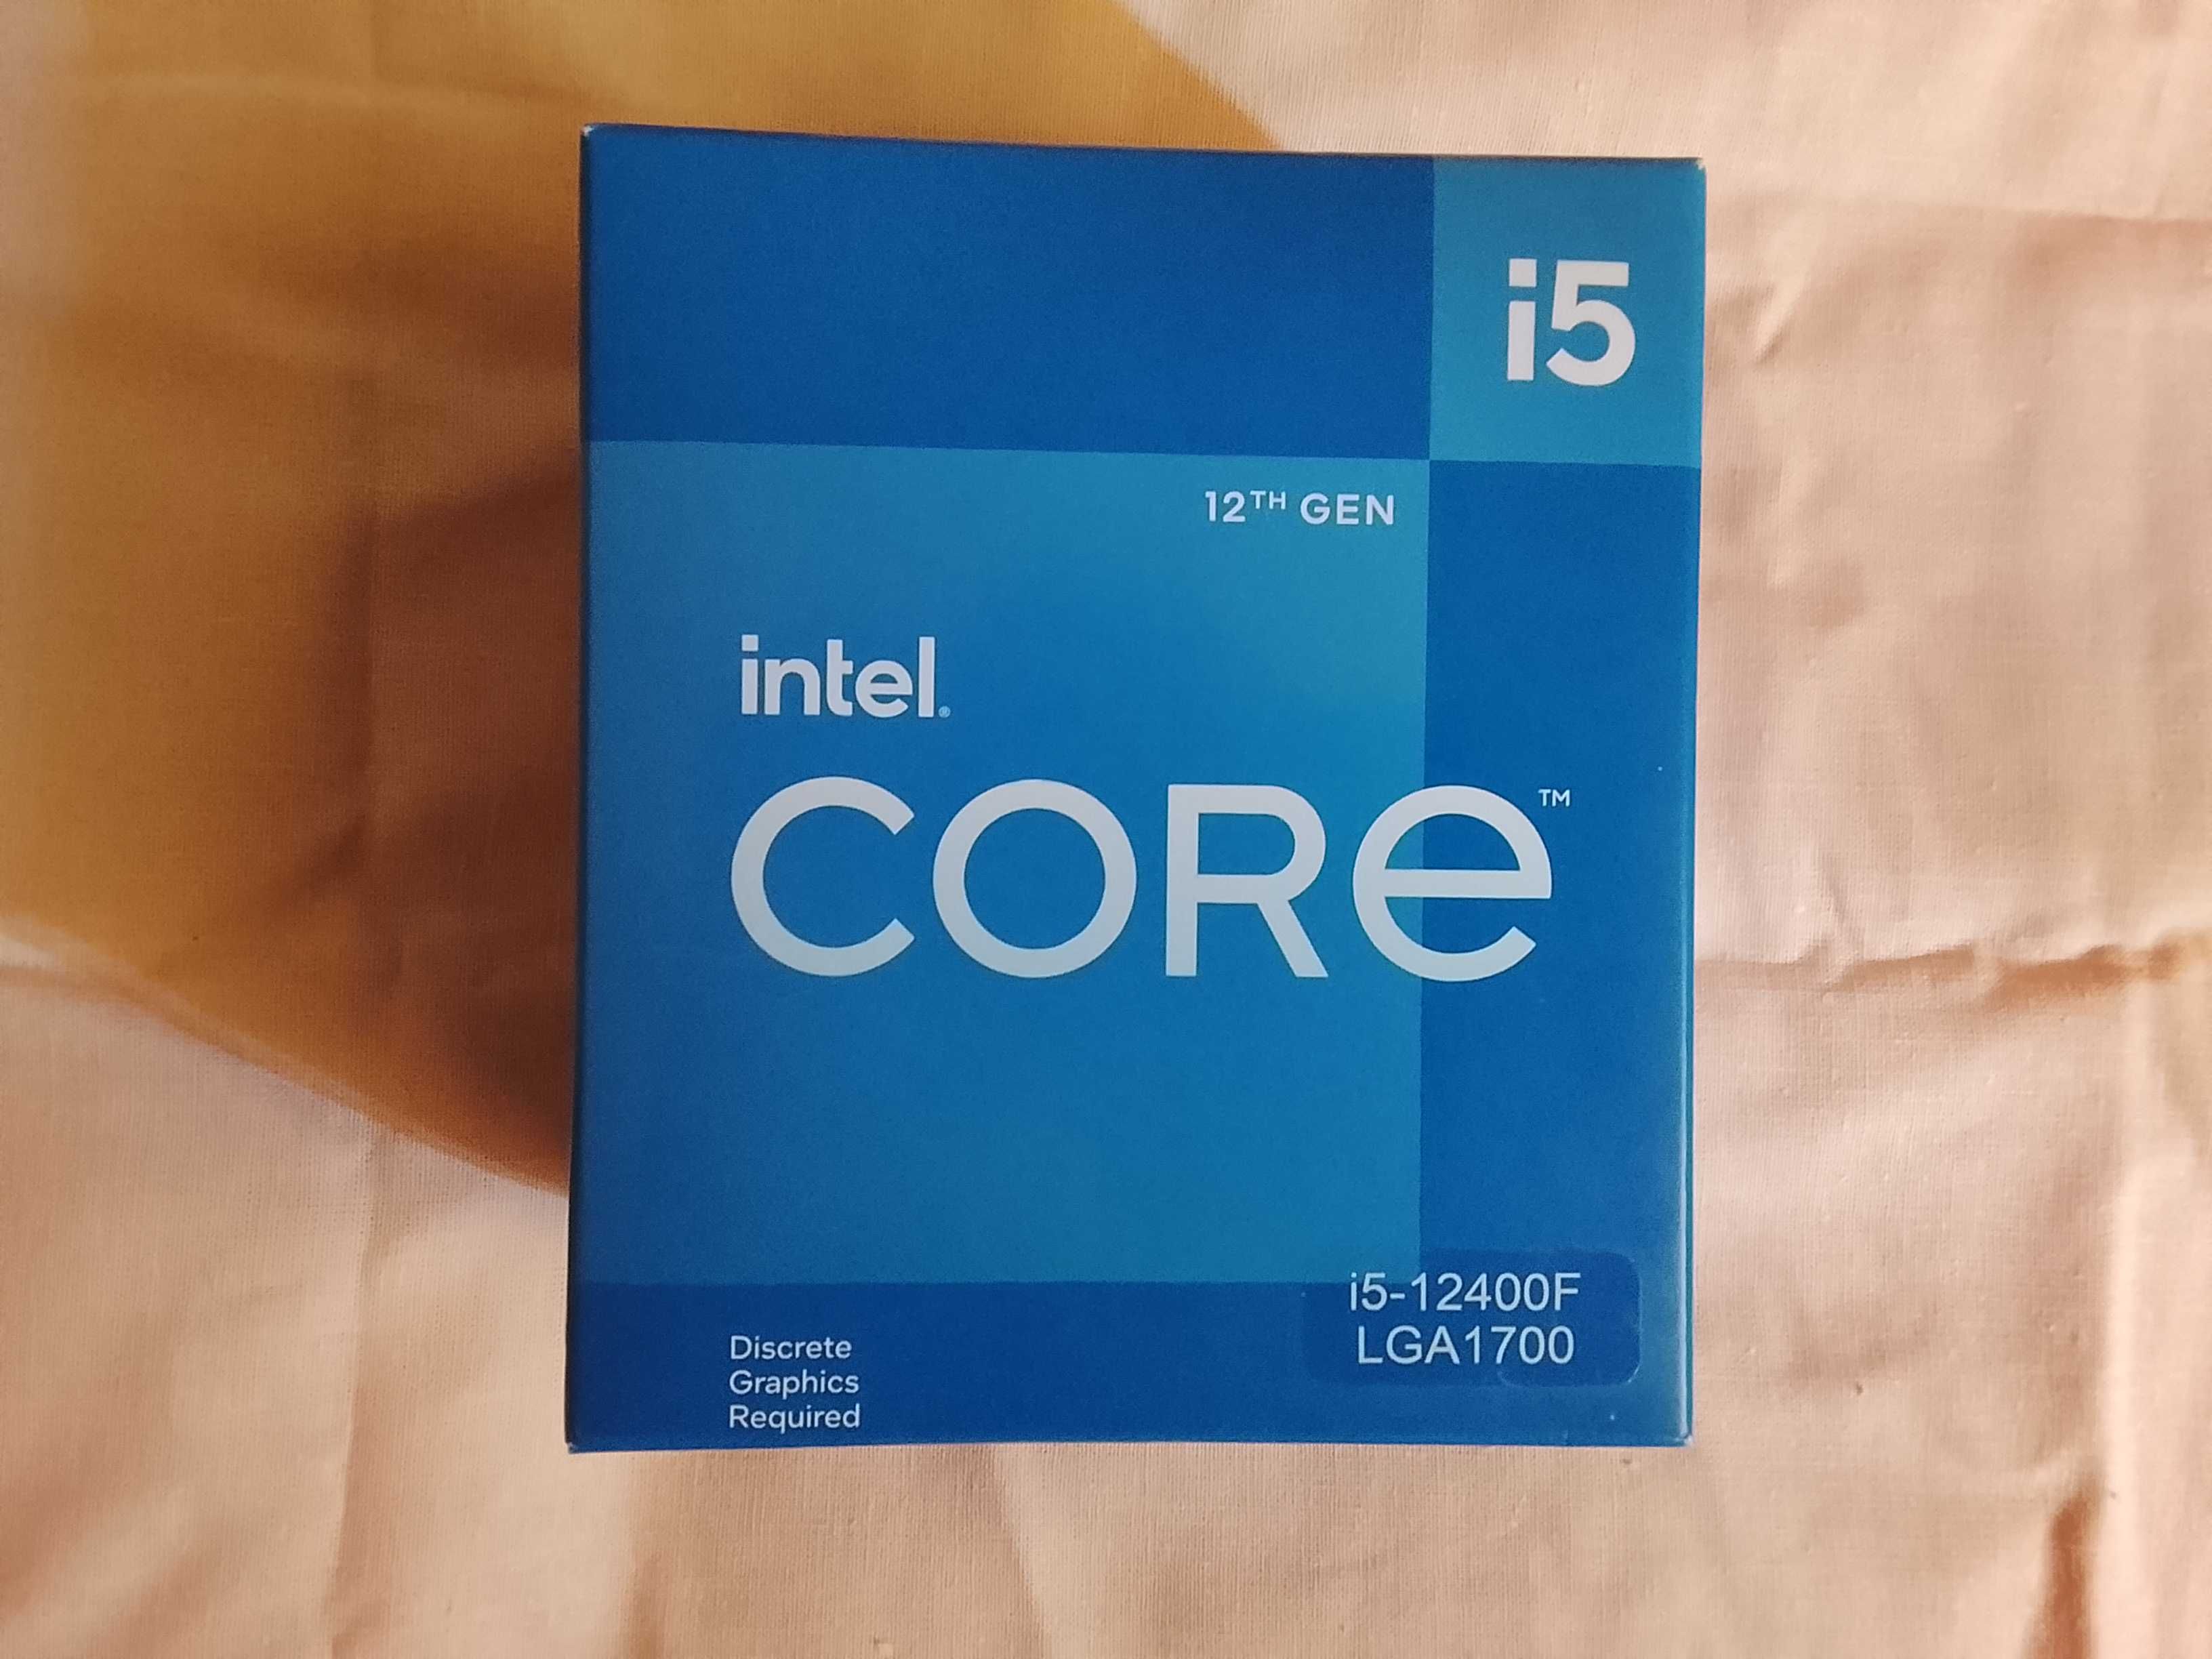 i5
12TH GEN
intel®
CORE™
i5-12400F
LGA1700
Discrete
Graphics
Required